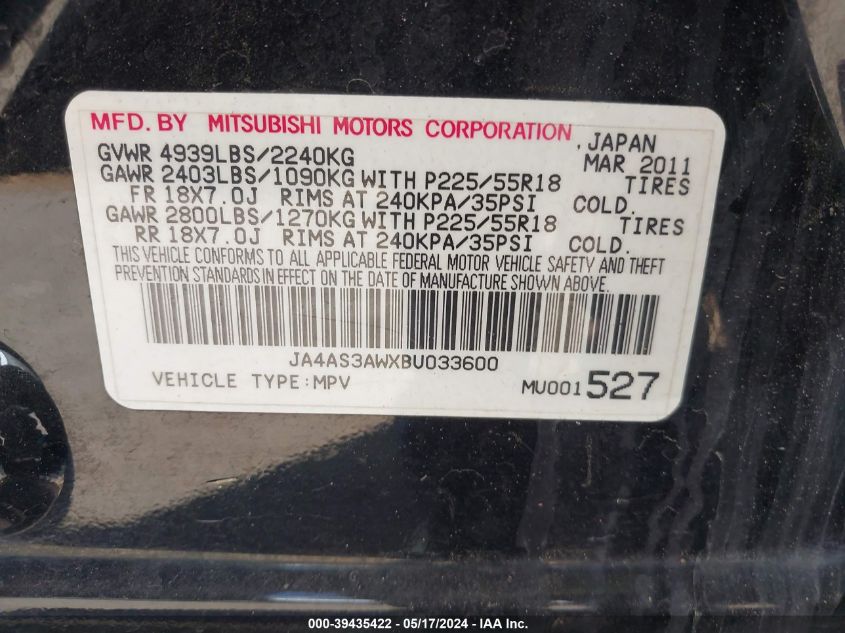 MFD. BY MITSUBISHI MOTORS CORPORATION , JAPAN
GVWR 4939LBS/2240KG MAR 2011
GAWR 2403LBS/1090KG WITH P225/55R18 TIRES
FR 18X7.0J RIMS AT 240KPA/35PSI COLD.
GAWR 2800LBS/1270KG WITH P225/55R18 TIRES
RR 18X7.0J RIMS AT 240KPA/35PSI COLD.
THIS VEHICLE CONFORMS TO ALL APPLICABLE FEDERAL MOTOR VEHICLE SAFETY AND THEFT
PREVENTION STANDARDS IN EFFECT ON THE DATE OF MANUFACTURE SHOWN ABOVE.
JA4AS3AWXBU033600
VEHICLE TYPE:MPV MU001527
000-39435422 - 05/17/2024 - IAA Inc.